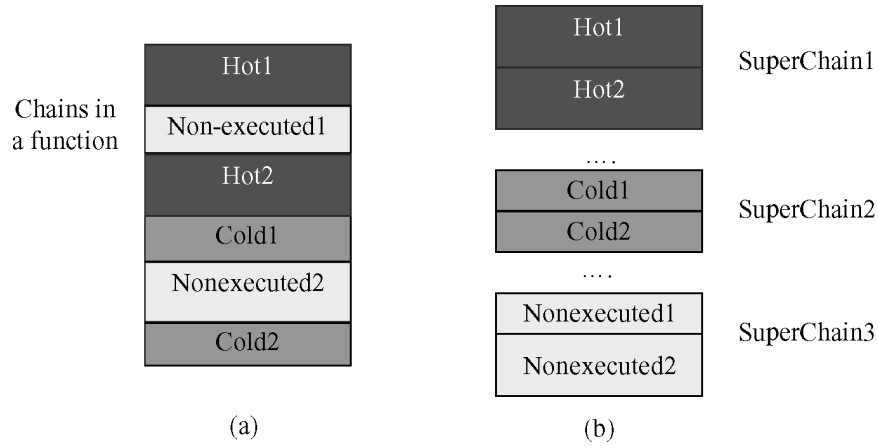 Chains in
a function
Hot1
Non-executed1
Hot2
Cold1
Nonexecuted2
Cold2
(a)
Hot1
SuperChain1
Hot2
....
Cold1
SuperChain2
Cold2
....
Nonexecuted1
SuperChain3
Nonexecuted2
(b)